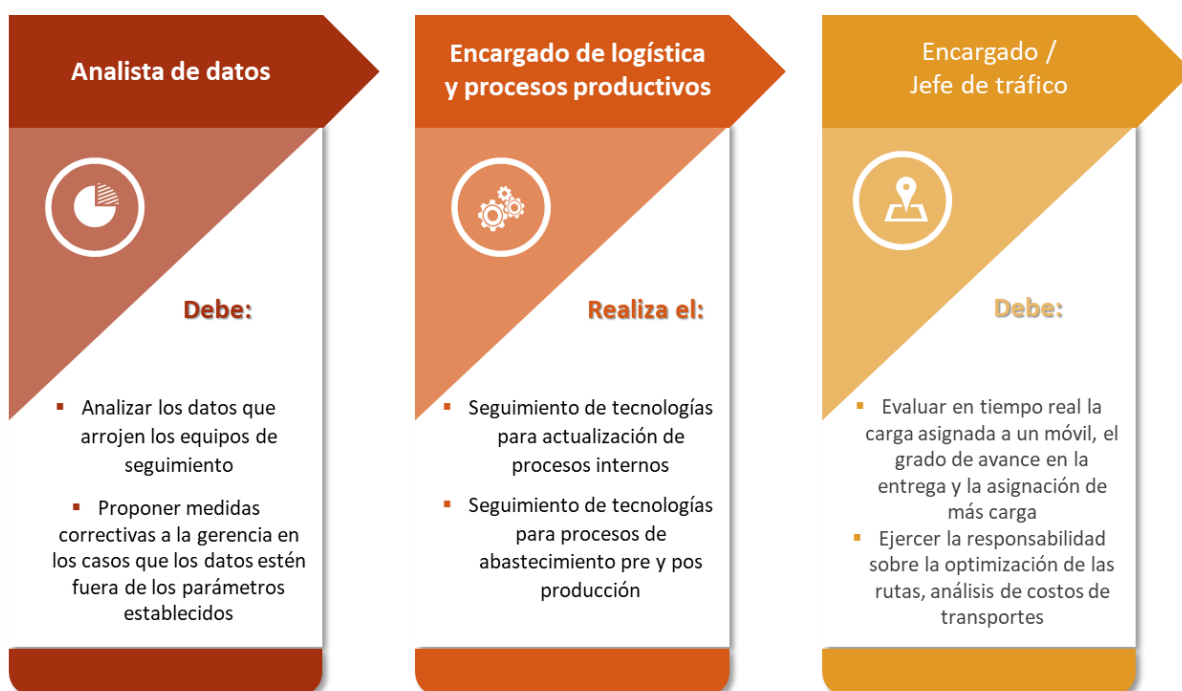 Analista de datos
Debe:
▪ Analizar los datos que
arrojen los equipos de
seguimiento
▪ Proponer medidas
correctivas a la gerencia en
los casos que los datos estén
fuera de los parámetros
establecidos
Encargado de logística
y procesos productivos
Realiza el:
▪ Seguimiento de tecnologías
para actualización de
procesos internos
▪ Seguimiento de tecnologías
para procesos de
abastecimiento pre y pos
producción
Encargado /
Jefe de tráfico
Debe:
▪ Evaluar en tiempo real la
carga asignada a un móvil, el
grado de avance en la
entrega y la asignación de
más carga
▪ Ejercer la responsabilidad
sobre la optimización de las
rutas, análisis de costos de
transportes